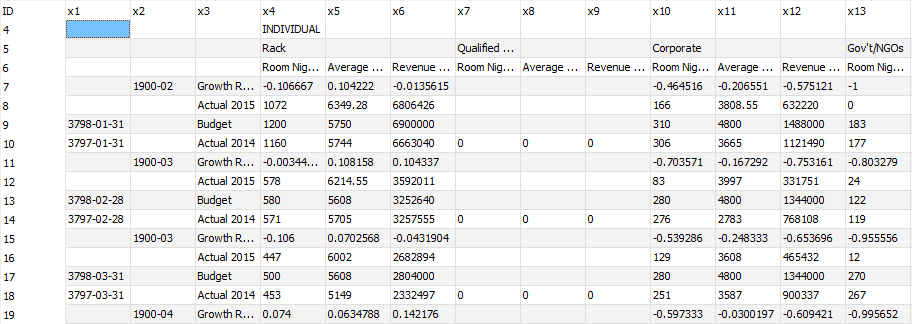 ID x1 x2 x3 x4 x5 x6 x7 x8 x9 x10 x11 x12 x13
4 INDIVIDUAL
5 Rack Qualified ... Corporate Gov't/NGOs
6 Room Nig... Average ... Revenue ... Room Nig... Average ... Revenue ... Room Nig... Average ... Revenue ... Room Nig...
7 1900-02 Growth R... -0.106667 0.104222 -0.0135615 -0.464516 -0.206551 -0.575121 -1
8 Actual 2015 1072 6349.28 6806426 166 3808.55 632220 0
9 3798-01-31 Budget 1200 5750 6900000 310 4800 1488000 183
10 3797-01-31 Actual 2014 1160 5744 6663040 0 0 0 306 3665 1121490 177
11 1900-03 Growth R... -0.00344... 0.108158 0.104337 -0.703571 -0.167292 -0.753161 -0.803279
12 Actual 2015 578 6214.55 3592011 83 3997 331751 24
13 3798-02-28 Budget 580 5608 3252640 280 4800 1344000 122
14 3797-02-28 Actual 2014 571 5705 3257555 0 0 0 276 2783 768108 119
15 1900-03 Growth R... -0.106 0.0702568 -0.0431904 -0.539286 -0.248333 -0.653696 -0.955556
16 Actual 2015 447 6002 2682894 129 3608 465432 12
17 3798-03-31 Budget 500 5608 2804000 280 4800 1344000 270
18 3797-03-31 Actual 2014 453 5149 2332497 0 0 0 251 3587 900337 267
19 1900-04 Growth R... 0.074 0.0634788 0.142176 -0.597333 -0.0300197 -0.609421 -0.995652